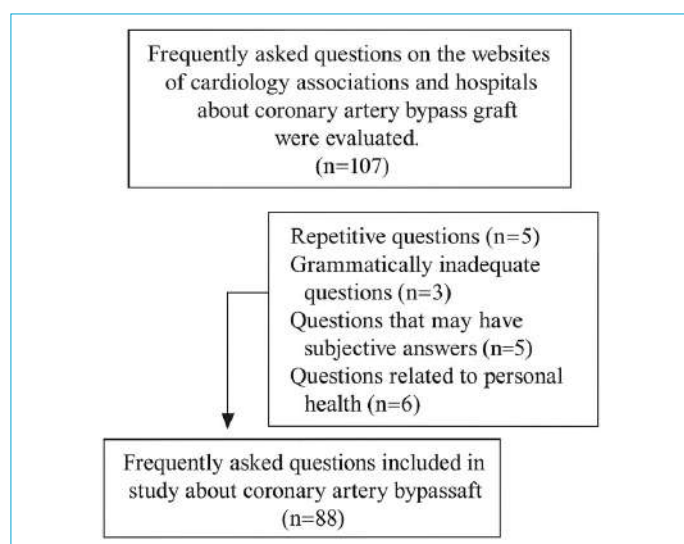 Frequently asked questions on the websites
of cardiology associations and hospitals
about coronary artery bypass graft
were evaluated.
(n=107)
Repetitive questions (n=5)
Grammatically inadequate
questions (n=3)
Questions that may have
subjective answers (n=5)
Questions related to personal
health (n=6)
Frequently asked questions included in
study about coronary artery bypassaft
(n=88)